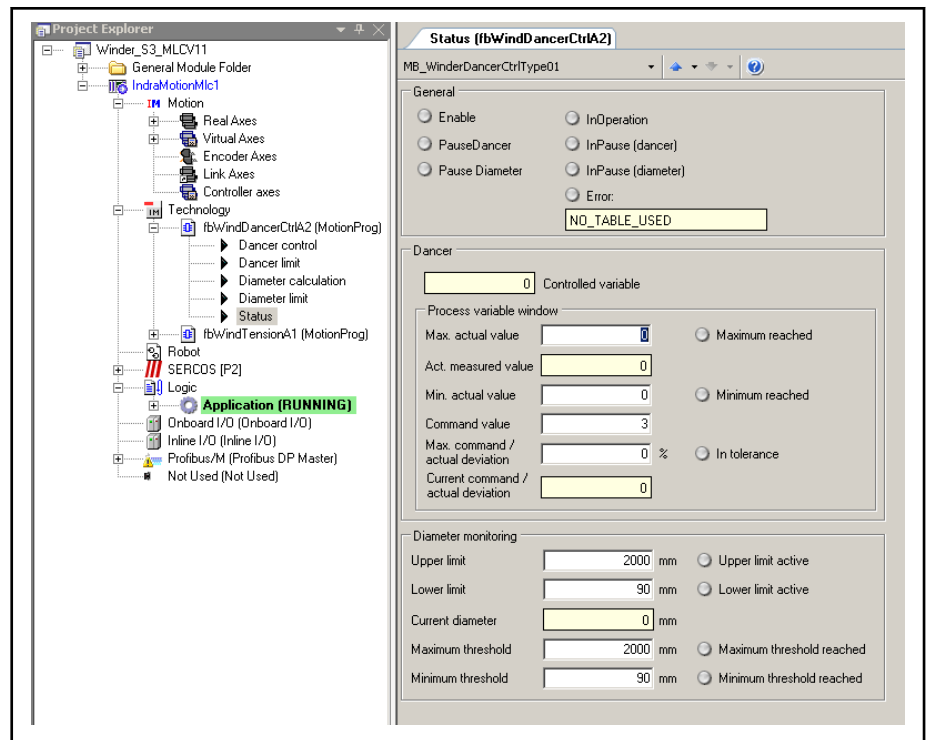 Project Explorer
Winder_S3_MLCV11
General Module Folder
IndraMotionMlc1
IM Motion
Real Axes
Virtual Axes
Encoder Axes
Link Axes
Controller axes
IM Technology
fbWindDancerCtrlA2 (MotionProg)
Dancer control
Dancer limit
Diameter calculation
Diameter limit
Status
fbWindTensionA1 (MotionProg)
Robot
SERCOS [P2]
Logic
Application (RUNNING)
Onboard I/O (Onboard I/O)
Inline I/O (Inline I/O)
Profibus/M (Profibus DP Master)
Not Used (Not Used)
Status (fbWindDancerCtrlA2)
MB_WinderDancerCtrlType01
General
Enable InOperation
PauseDancer InPause (dancer)
Pause Diameter InPause (diameter)
Error:
NO_TABLE_USED
Dancer
0 Controlled variable
Process variable window
Max. actual value 0 Maximum reached
Act. measured value 0
Min. actual value 0 Minimum reached
Command value 3
Max. command /
actual deviation 0 % In tolerance
Current command /
actual deviation 0
Diameter monitoring
Upper limit 2000 mm Upper limit active
Lower limit 90 mm Lower limit active
Current diameter 0 mm
Maximum threshold 2000 mm Maximum threshold reached
Minimum threshold 90 mm Minimum threshold reached